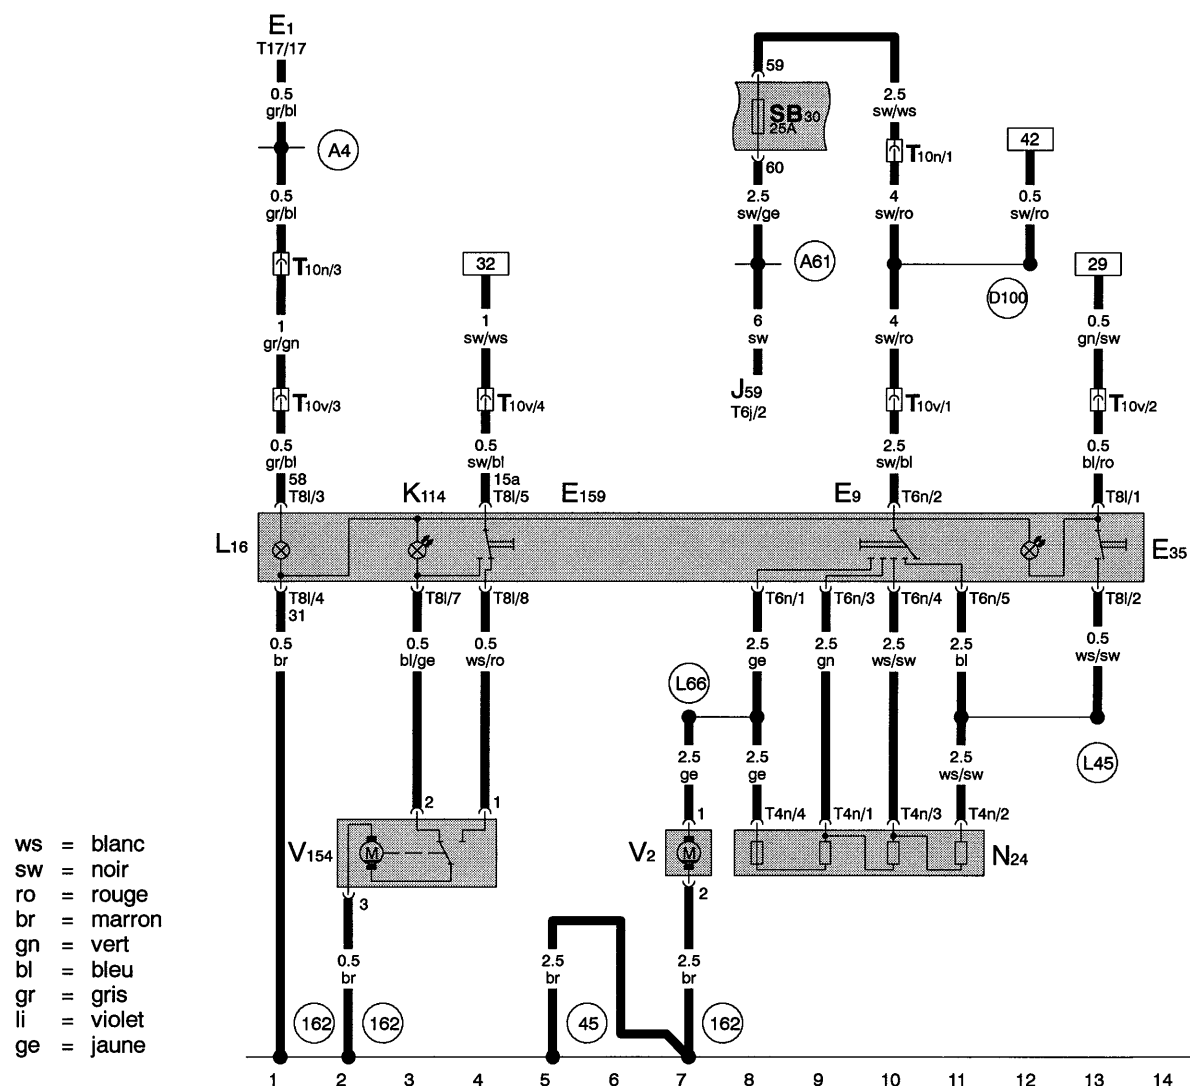 E1
T17/17
0.5
gr/bl
A4
0.5
gr/bl
T10n/3
1
gr/gn
T10v/3
0.5
gr/bl
58
T8l/3
32
1
sw/ws
T10v/4
0.5
sw/bl
15a
T8l/5
59
SB30
25A
60
2.5
sw/ge
A61
6
sw
J59
T6j/2
2.5
sw/ws
T10n/1
4
sw/ro
4
sw/ro
T10v/1
2.5
sw/bl
T6n/2
42
0.5
sw/ro
D100
29
0.5
gn/sw
T10v/2
0.5
bl/ro
T8l/1
K114
E159
E9
L16
E35
T8l/4
31
0.5
br
T8l/7
0.5
bl/ge
T8l/8
0.5
ws/ro
T6n/1
2.5
ge
T6n/3
2.5
gn
T6n/4
2.5
ws/sw
T6n/5
2.5
bl
T8l/2
0.5
ws/sw
L66
2.5
ge
2.5
ge
2.5
ws/sw
L45
2
1
1
T4n/4
T4n/1
T4n/3
T4n/2
V154
M
V2
M
N24
3
2
0.5
br
2.5
br
2.5
br
162
162
45
162
ws = blanc
sw = noir
ro = rouge
br = marron
gn = vert
bl = bleu
gr = gris
li = violet
ge = jaune
1 2 3 4 5 6 7 8 9 10 11 12 13 14